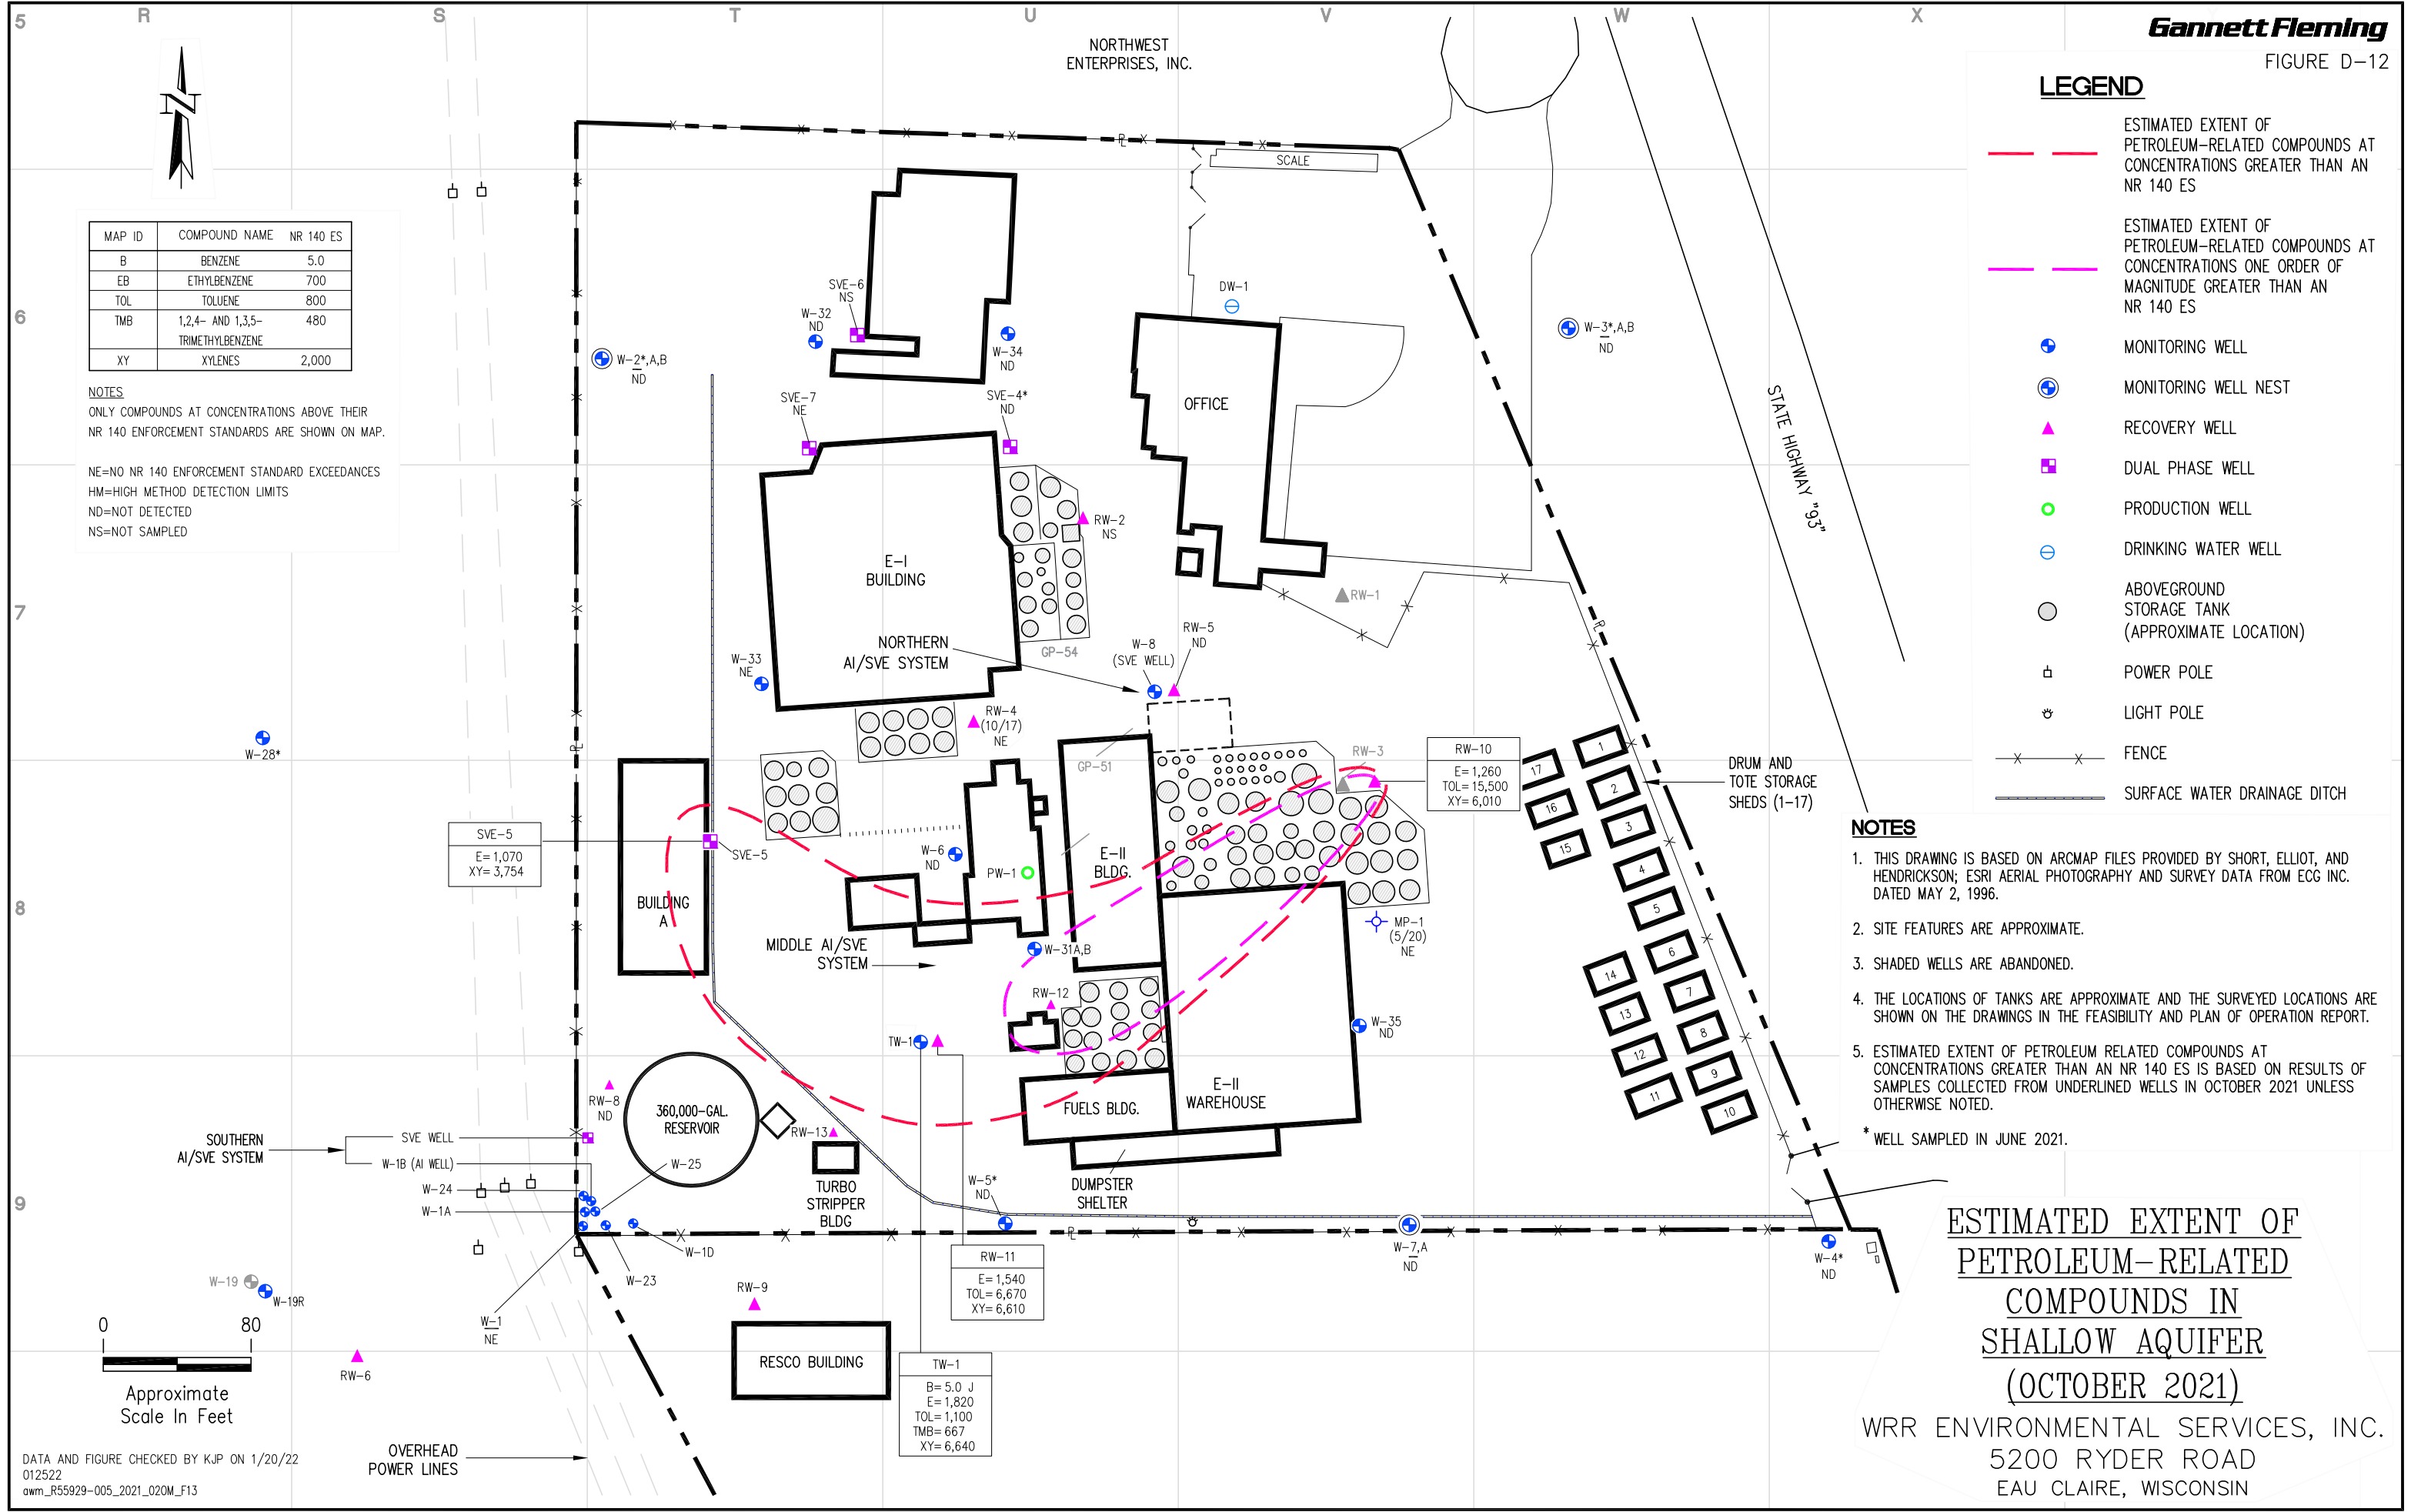 R S T U V W X
5
6
7
8
9
Gannett Fleming
FIGURE D-12
NORTHWEST
ENTERPRISES, INC.
N
MAP ID COMPOUND NAME NR 140 ES
B BENZENE 5.0
EB ETHYLBENZENE 700
TOL TOLUENE 800
TMB 1,2,4- AND 1,3,5- 480
TRIMETHYLBENZENE
XY XYLENES 2,000
NOTES
ONLY COMPOUNDS AT CONCENTRATIONS ABOVE THEIR
NR 140 ENFORCEMENT STANDARDS ARE SHOWN ON MAP.
NE=NO NR 140 ENFORCEMENT STANDARD EXCEEDANCES
HM=HIGH METHOD DETECTION LIMITS
ND=NOT DETECTED
NS=NOT SAMPLED
LEGEND
ESTIMATED EXTENT OF
PETROLEUM-RELATED COMPOUNDS AT
CONCENTRATIONS GREATER THAN AN
NR 140 ES
ESTIMATED EXTENT OF
PETROLEUM-RELATED COMPOUNDS AT
CONCENTRATIONS ONE ORDER OF
MAGNITUDE GREATER THAN AN
NR 140 ES
MONITORING WELL
MONITORING WELL NEST
RECOVERY WELL
DUAL PHASE WELL
PRODUCTION WELL
DRINKING WATER WELL
ABOVEGROUND
STORAGE TANK
(APPROXIMATE LOCATION)
POWER POLE
LIGHT POLE
FENCE
SURFACE WATER DRAINAGE DITCH
SCALE
SVE-6
NS
W-32
ND
W-34
ND
W-2*,A,B
ND
DW-1
W-3*,A,B
ND
SVE-7
NE
SVE-4*
ND
OFFICE
STATE HIGHWAY "93"
RW-2
NS
E-I
BUILDING
RW-1
GP-54
NORTHERN
AI/SVE SYSTEM
W-8
(SVE WELL)
RW-5
ND
W-33
NE
RW-4
(10/17)
NE
W-28*
GP-51
RW-3
RW-10
E= 1,260
TOL= 15,500
XY= 6,010
DRUM AND
TOTE STORAGE
SHEDS (1-17)
1
2
3
4
5
6
7
8
9
10
11
12
13
14
15
16
17
SVE-5
E= 1,070
XY= 3,754
SVE-5
W-6
ND
PW-1
E-II
BLDG.
BUILDING
A
MIDDLE AI/SVE
SYSTEM
W-31A,B
MP-1
(5/20)
NE
RW-12
TW-1
W-35
ND
E-II
WAREHOUSE
FUELS BLDG.
RW-8
ND
360,000-GAL.
RESERVOIR
RW-13
SOUTHERN
AI/SVE SYSTEM
SVE WELL
W-1B (AI WELL)
W-25
W-24
W-1A
TURBO
STRIPPER
BLDG
W-5*
ND
DUMPSTER
SHELTER
W-1D
W-23
W-7,A
ND
W-4*
ND
W-19
W-19R
W-1
NE
RW-9
RW-11
E= 1,540
TOL= 6,670
XY= 6,610
RESCO BUILDING
TW-1
B= 5.0 J
E= 1,820
TOL= 1,100
TMB= 667
XY= 6,640
0 80
Approximate
Scale In Feet
RW-6
OVERHEAD
POWER LINES
DATA AND FIGURE CHECKED BY KJP ON 1/20/22
012522
awm_R55929-005_2021_020M_F13
NOTES
1. THIS DRAWING IS BASED ON ARCMAP FILES PROVIDED BY SHORT, ELLIOT, AND
HENDRICKSON; ESRI AERIAL PHOTOGRAPHY AND SURVEY DATA FROM ECG INC.
DATED MAY 2, 1996.
2. SITE FEATURES ARE APPROXIMATE.
3. SHADED WELLS ARE ABANDONED.
4. THE LOCATIONS OF TANKS ARE APPROXIMATE AND THE SURVEYED LOCATIONS ARE
SHOWN ON THE DRAWINGS IN THE FEASIBILITY AND PLAN OF OPERATION REPORT.
5. ESTIMATED EXTENT OF PETROLEUM RELATED COMPOUNDS AT
CONCENTRATIONS GREATER THAN AN NR 140 ES IS BASED ON RESULTS OF
SAMPLES COLLECTED FROM UNDERLINED WELLS IN OCTOBER 2021 UNLESS
OTHERWISE NOTED.
* WELL SAMPLED IN JUNE 2021.
ESTIMATED EXTENT OF
PETROLEUM-RELATED
COMPOUNDS IN
SHALLOW AQUIFER
(OCTOBER 2021)
WRR ENVIRONMENTAL SERVICES, INC.
5200 RYDER ROAD
EAU CLAIRE, WISCONSIN